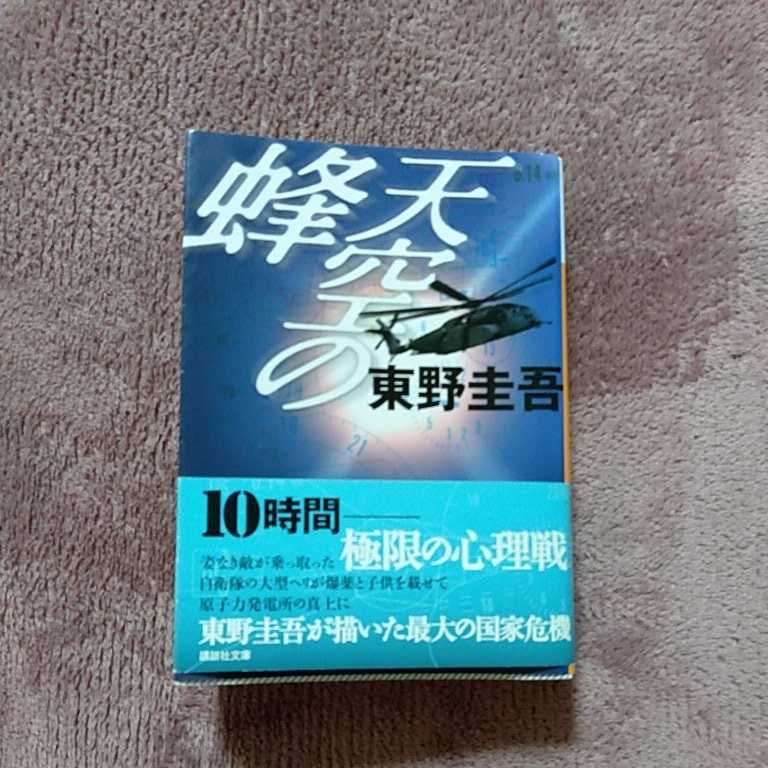 天空の
蜂
東野圭吾
10時間
極限の心理戦
姿なき敵が乗っ取った
自衛隊の大型ヘリが爆薬と子供を載せて
原子力発電所の真上に
東野圭吾が描いた最大の国家危機
講談社文庫